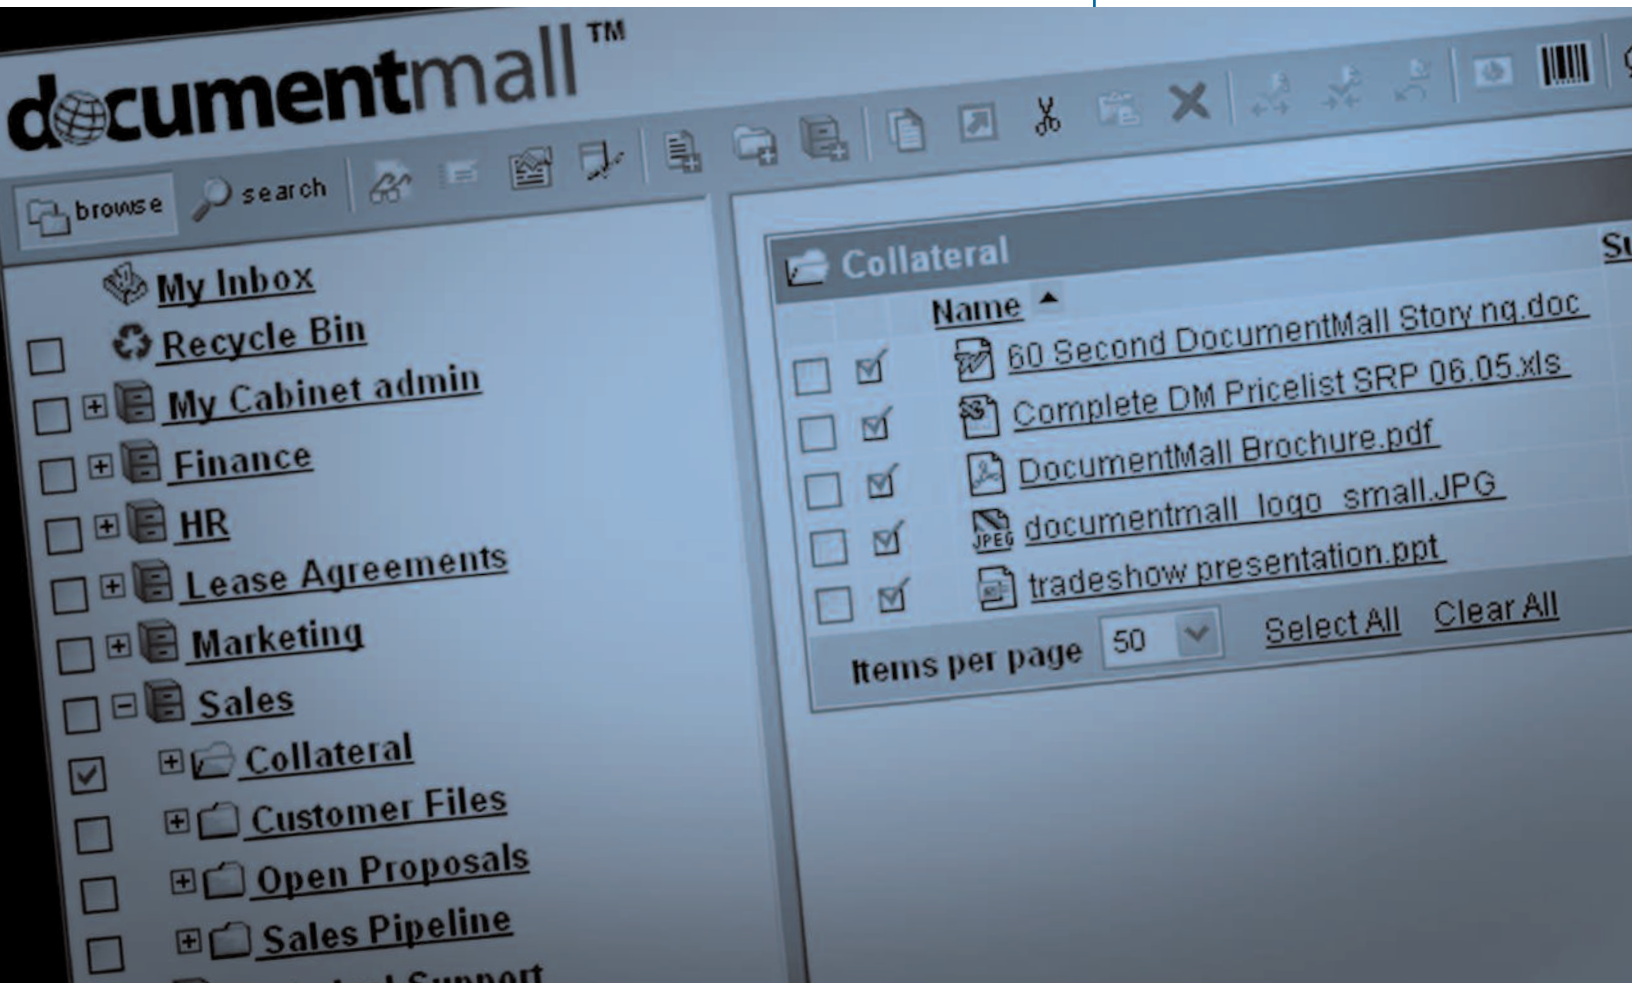 documentmall™
browse search
My Inbox
Recycle Bin
My Cabinet admin
Finance
HR
Lease Agreements
Marketing
Sales
Collateral
Customer Files
Open Proposals
Sales Pipeline
Support
Collateral
Name
60 Second DocumentMall Story ng.doc
Complete DM Pricelist SRP 06.05.xls
DocumentMall Brochure.pdf
JPEG documentmall_logo_small.JPG
tradeshow presentation.ppt
Items per page 50 Select All Clear All